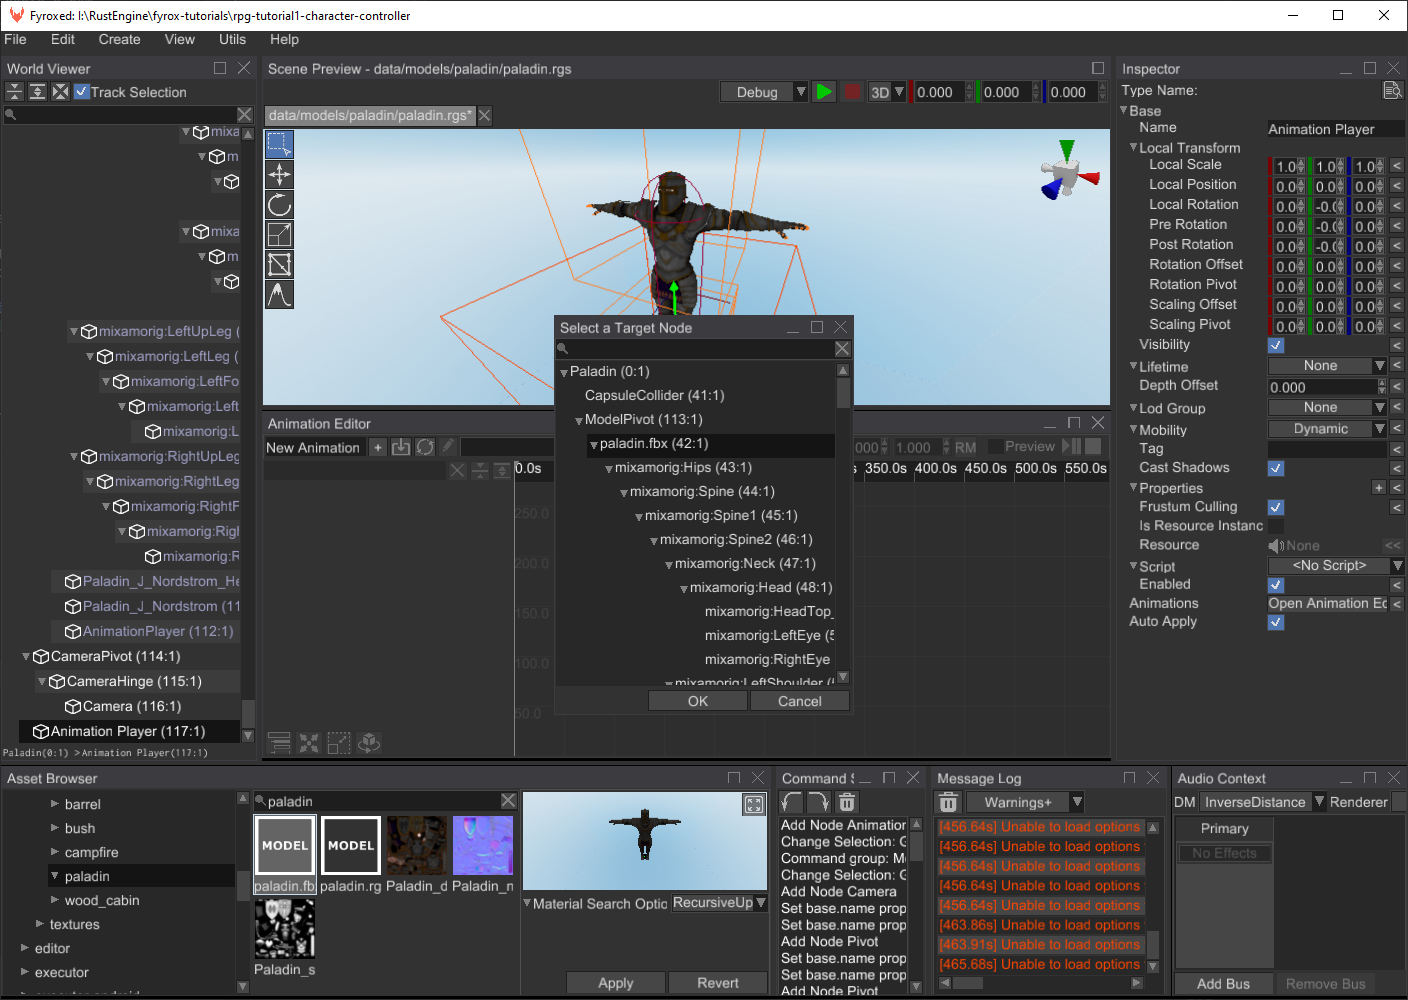 Fyroxed: I:\RustEngine\fyrox-tutorials\rpg-tutorial1-character-controller
File Edit Create View Utils Help
World Viewer
Track Selection
mixa
m
mixa
m
mixamorig:LeftUpLeg (
mixamorig:LeftLeg (
mixamorig:LeftFo
mixamorig:Left
mixamorig:L
mixamorig:RightUpLeg
mixamorig:RightLeg
mixamorig:RightF
mixamorig:Rig
mixamorig:R
Paladin_J_Nordstrom_He
Paladin_J_Nordstrom (11
AnimationPlayer (112:1)
CameraPivot (114:1)
CameraHinge (115:1)
Camera (116:1)
Animation Player (117:1)
Paladin(0:1) >Animation Player(117:1)
Scene Preview - data/models/paladin/paladin.rgs
Debug 3D 0.000 0.000 0.000
data/models/paladin/paladin.rgs*
Select a Target Node
Paladin (0:1)
CapsuleCollider (41:1)
ModelPivot (113:1)
paladin.fbx (42:1)
mixamorig:Hips (43:1)
mixamorig:Spine (44:1)
mixamorig:Spine1 (45:1)
mixamorig:Spine2 (46:1)
mixamorig:Neck (47:1)
mixamorig:Head (48:1)
mixamorig:HeadTop_
mixamorig:LeftEye (5
mixamorig:RightEye
mixamorig:LeftShoulder (
OK Cancel
Animation Editor
New Animation + 000 1.000 RM Preview
0.0s 350.0s 400.0s 450.0s 500.0s 550.0s
250.0
200.0
150.0
100.0
50.0
Inspector
Type Name:
Base
Name Animation Player
Local Transform
Local Scale 1.0 1.0 1.0 <
Local Position 0.0 0.0 0.0 <
Local Rotation 0.0 -0.0 0.0 <
Pre Rotation 0.0 -0.0 0.0 <
Post Rotation 0.0 -0.0 0.0 <
Rotation Offset 0.0 0.0 0.0 <
Rotation Pivot 0.0 0.0 0.0 <
Scaling Offset 0.0 0.0 0.0 <
Scaling Pivot 0.0 0.0 0.0 <
Visibility <
Lifetime None <
Depth Offset 0.000 <
Lod Group None <
Mobility Dynamic <
Tag <
Cast Shadows <
Properties + <
Frustum Culling <
Is Resource Instanc
Resource None <<
Script <No Script>
Enabled <
Animations Open Animation Ec <
Auto Apply
Asset Browser
barrel
bush
campfire
paladin
wood_cabin
textures
editor
executor
paladin
MODEL MODEL
paladin.fb paladin.rg Paladin_d Paladin_n
Paladin_s
Material Search Optio RecursiveUp
Apply Revert
Command S
Add Node Animation
Change Selection: G
Command group: M
Change Selection: G
Add Node Camera
Set base.name prop
Set base.name prop
Add Node Pivot
Set base.name prop
Set base.name prop
Add Node Pivot
Message Log
Warnings+
[456.64s] Unable to load options
[456.64s] Unable to load options
[456.64s] Unable to load options
[456.64s] Unable to load options
[456.64s] Unable to load options
[463.86s] Unable to load options
[463.91s] Unable to load options
[465.68s] Unable to load options
Audio Context
DM InverseDistance Renderer
Primary
No Effects
Add Bus Remove Bus